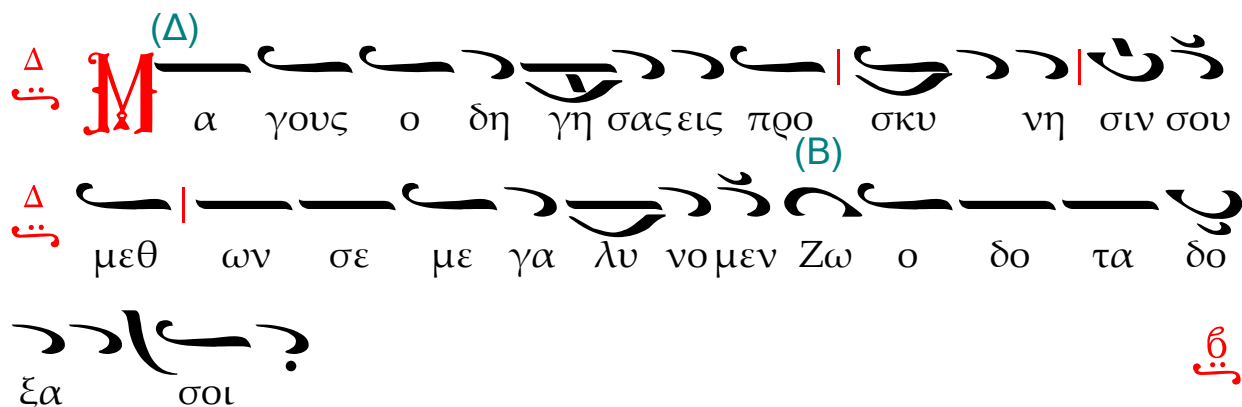 (Δ)
Δ Μ α γους ο δη γη σας εις προ σκυ νη σιν σου
(Β)
Δ μεθ ων σε με γα λυ νο μεν Ζω ο δο τα δο
ξα σοι ϐ